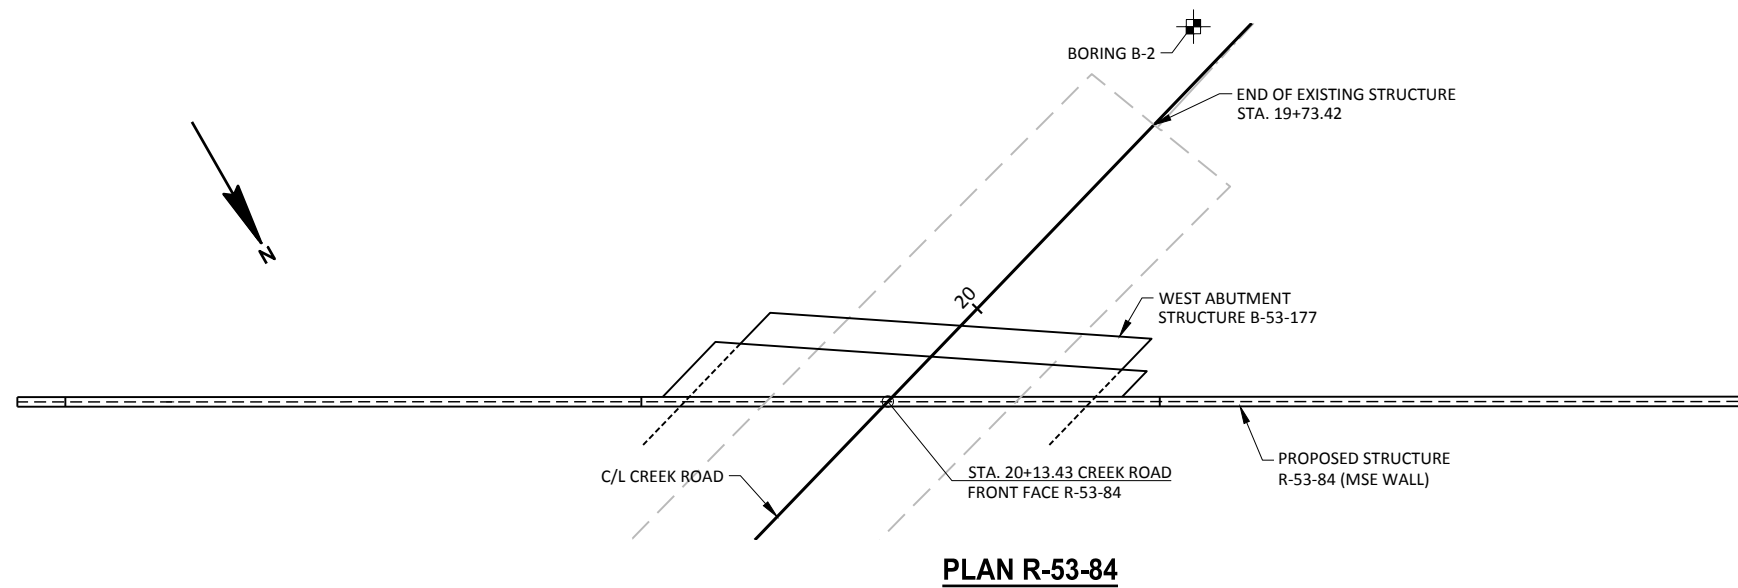 BORING B-2
END OF EXISTING STRUCTURE
STA. 19+73.42
N
20
WEST ABUTMENT
STRUCTURE B-53-177
C/L CREEK ROAD
STA. 20+13.43 CREEK ROAD
FRONT FACE R-53-84
PROPOSED STRUCTURE
R-53-84 (MSE WALL)
PLAN R-53-84